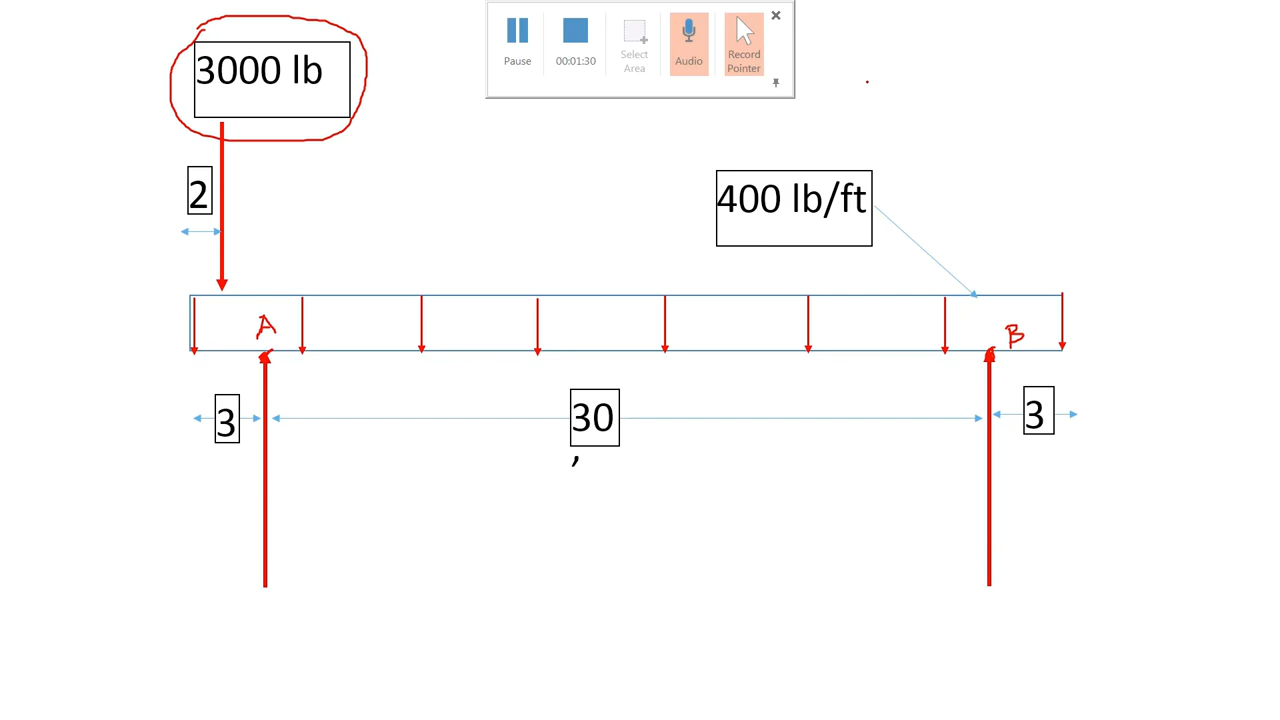 3000 lb
Pause
00:01:30
Select
Area
Audio
Record
Pointer
2
400 lb/ft
A
B
3
30
,
3